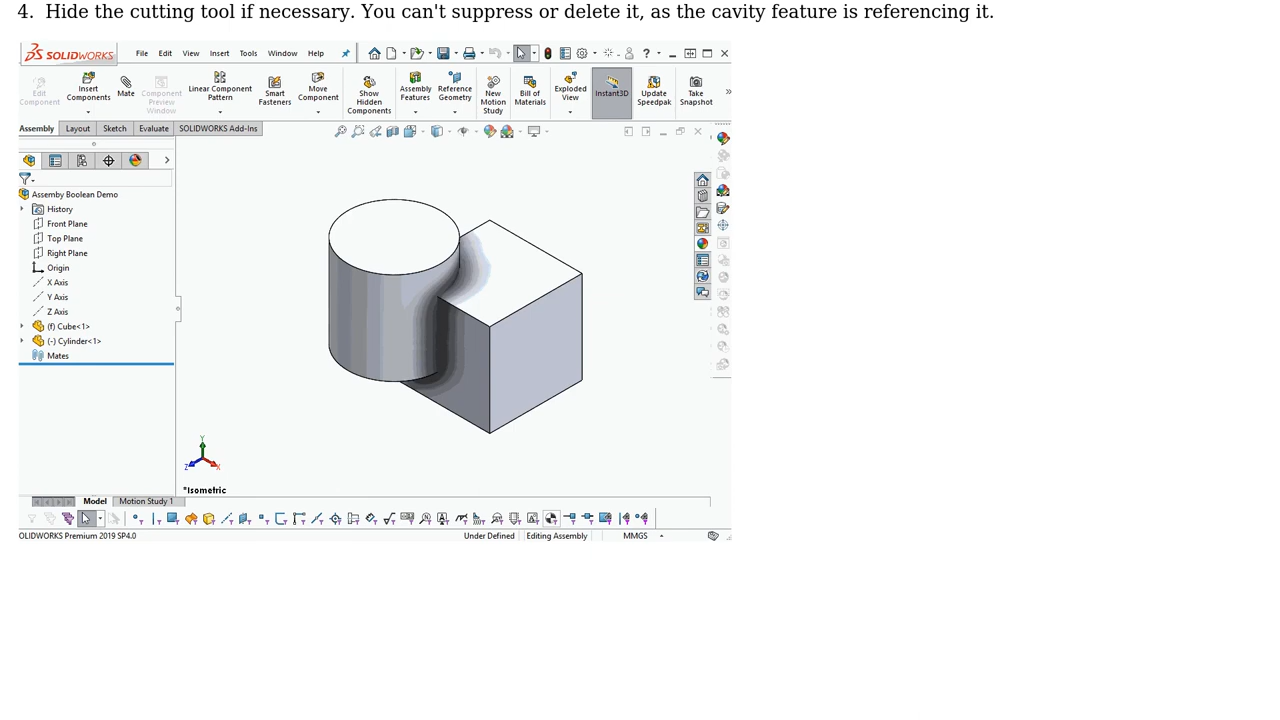 4. Hide the cutting tool if necessary. You can't suppress or delete it, as the cavity feature is referencing it.
SOLIDWORKS File Edit View Insert Tools Window Help
Edit Component
Insert Components
Mate
Component Preview Window
Linear Component Pattern
Smart Fasteners
Move Component
Show Hidden Components
Assembly Features
Reference Geometry
New Motion Study
Bill of Materials
Exploded View
Instant3D
Update Speedpak
Take Snapshot
Assembly Layout Sketch Evaluate SOLIDWORKS Add-Ins
Assemby Boolean Demo
History
Front Plane
Top Plane
Right Plane
Origin
X Axis
Y Axis
Z Axis
(f) Cube<1>
(-) Cylinder<1>
Mates
Y
Z X
*Isometric
Model Motion Study 1
OLIDWORKS Premium 2019 SP4.0 Under Defined Editing Assembly MMGS